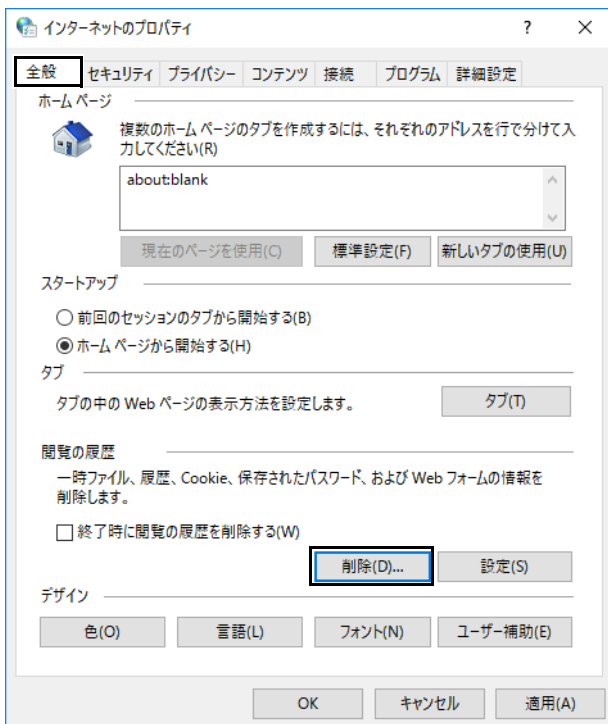 インターネットのプロパティ ? ×
全般 セキュリティ プライバシー コンテンツ 接続 プログラム 詳細設定
ホーム ページ
複数のホーム ページのタブを作成するには、それぞれのアドレスを行で分けて入
力してください(R)
about:blank
現在のページを使用(C) 標準設定(F) 新しいタブの使用(U)
スタートアップ
前回のセッションのタブから開始する(B)
ホーム ページから開始する(H)
タブ
タブの中の Web ページの表示方法を設定します。 タブ(T)
閲覧の履歴
一時ファイル、履歴、Cookie、保存されたパスワード、および Web フォームの情報を
削除します。
終了時に閲覧の履歴を削除する(W)
削除(D)... 設定(S)
デザイン
色(O) 言語(L) フォント(N) ユーザー補助(E)
OK キャンセル 適用(A)